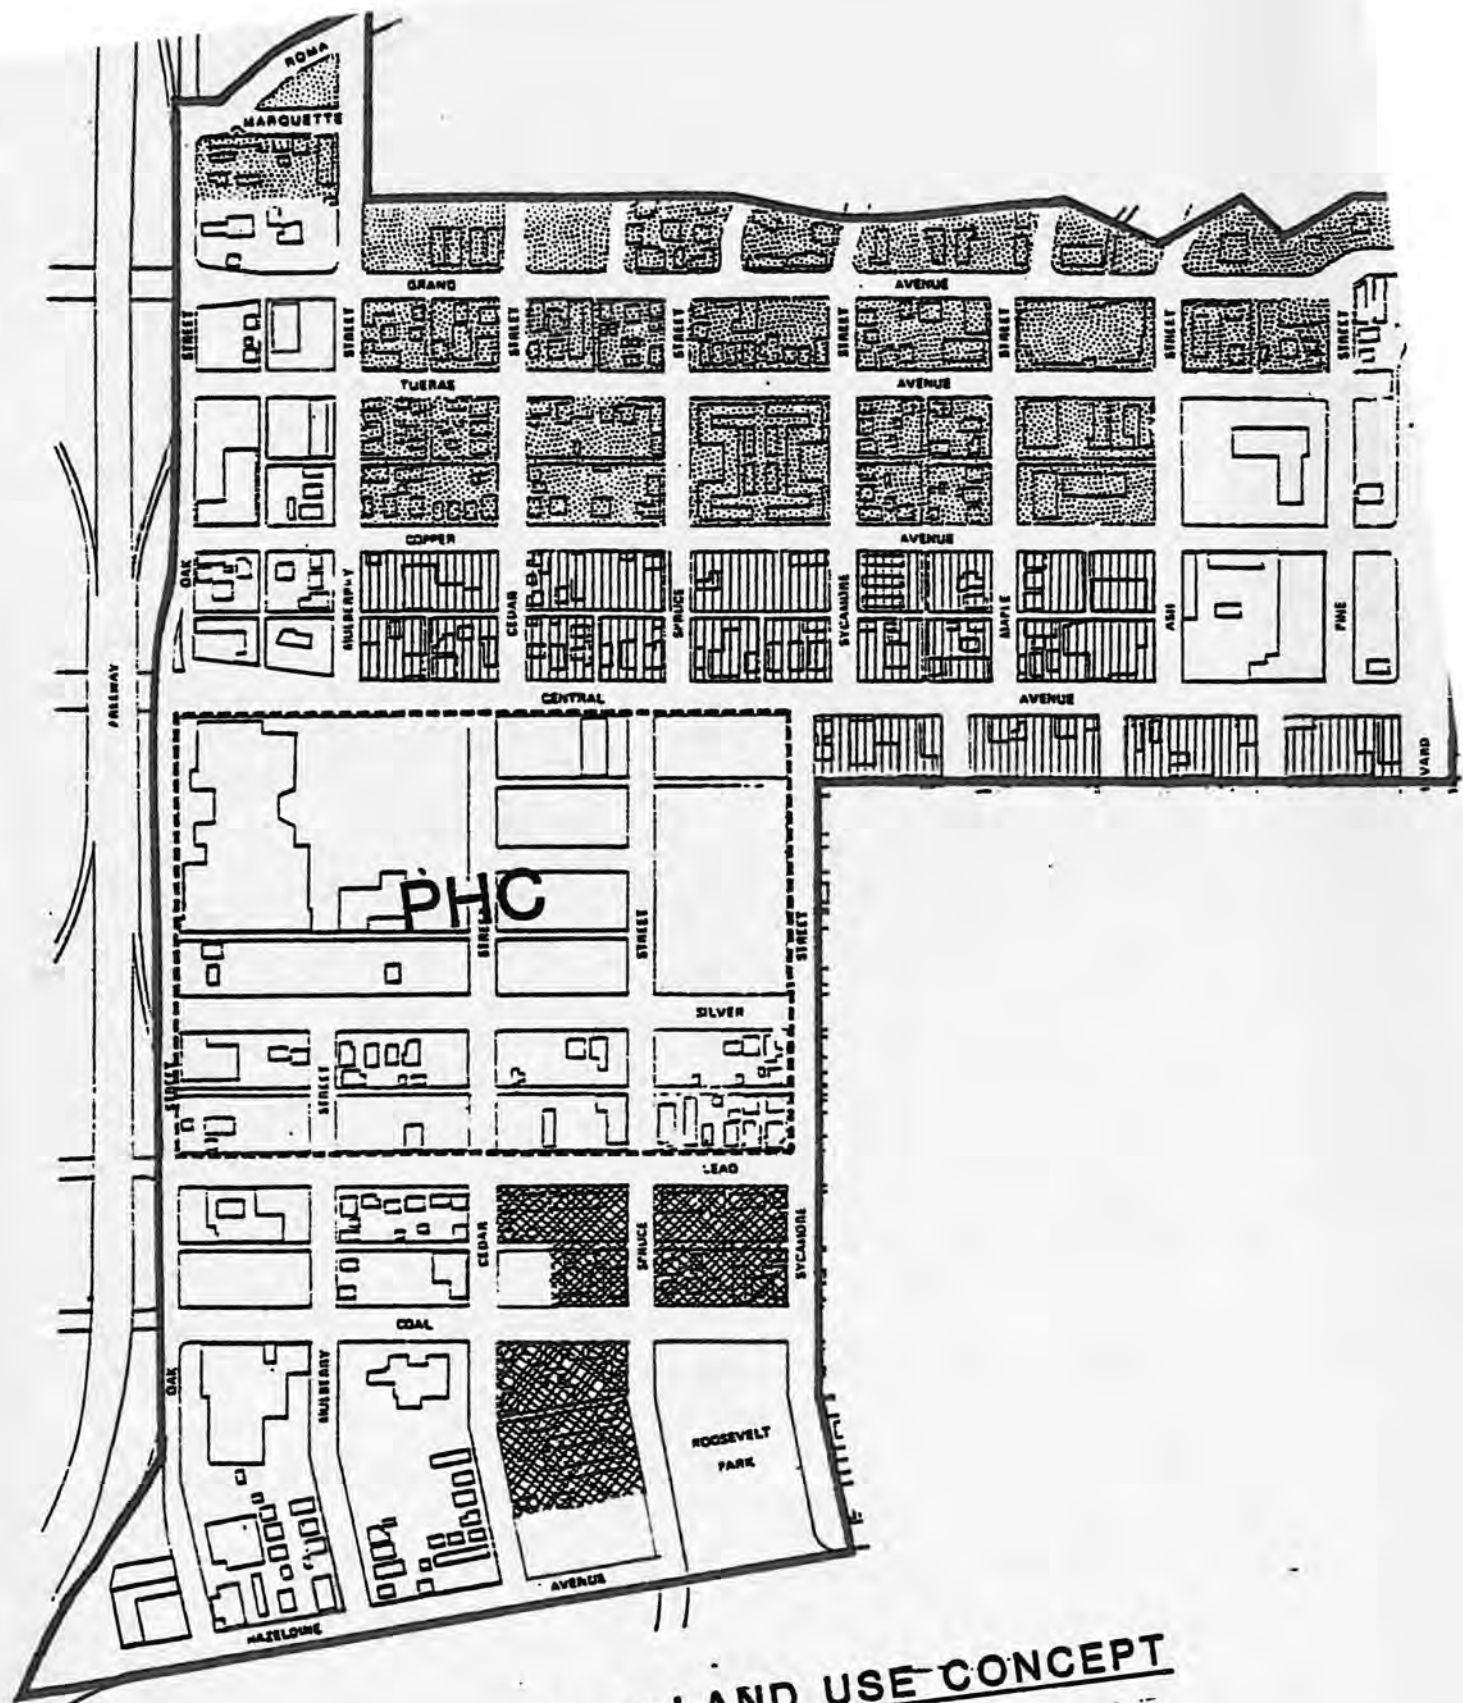 ROMA
MARQUETTE
GRAND
AVENUE
STREET
STREET
STREET
STREET
STREET
STREET
STREET
STREET
TIJERAS
AVENUE
COPPER
AVENUE
OAK
MULBERRY
CEDAR
SPRUCE
SYCAMORE
MAPLE
ASH
PINE
FREEWAY
CENTRAL
AVENUE
VARD
PHC
STREET
STREET
STREET
SILVER
STREET
STREET
LEAD
CEDAR
SPRUCE
SYCAMORE
COAL
OAK
MULBERRY
ROOSEVELT
PARK
AVENUE
HAZELDINE
LAND USE CONCEPT